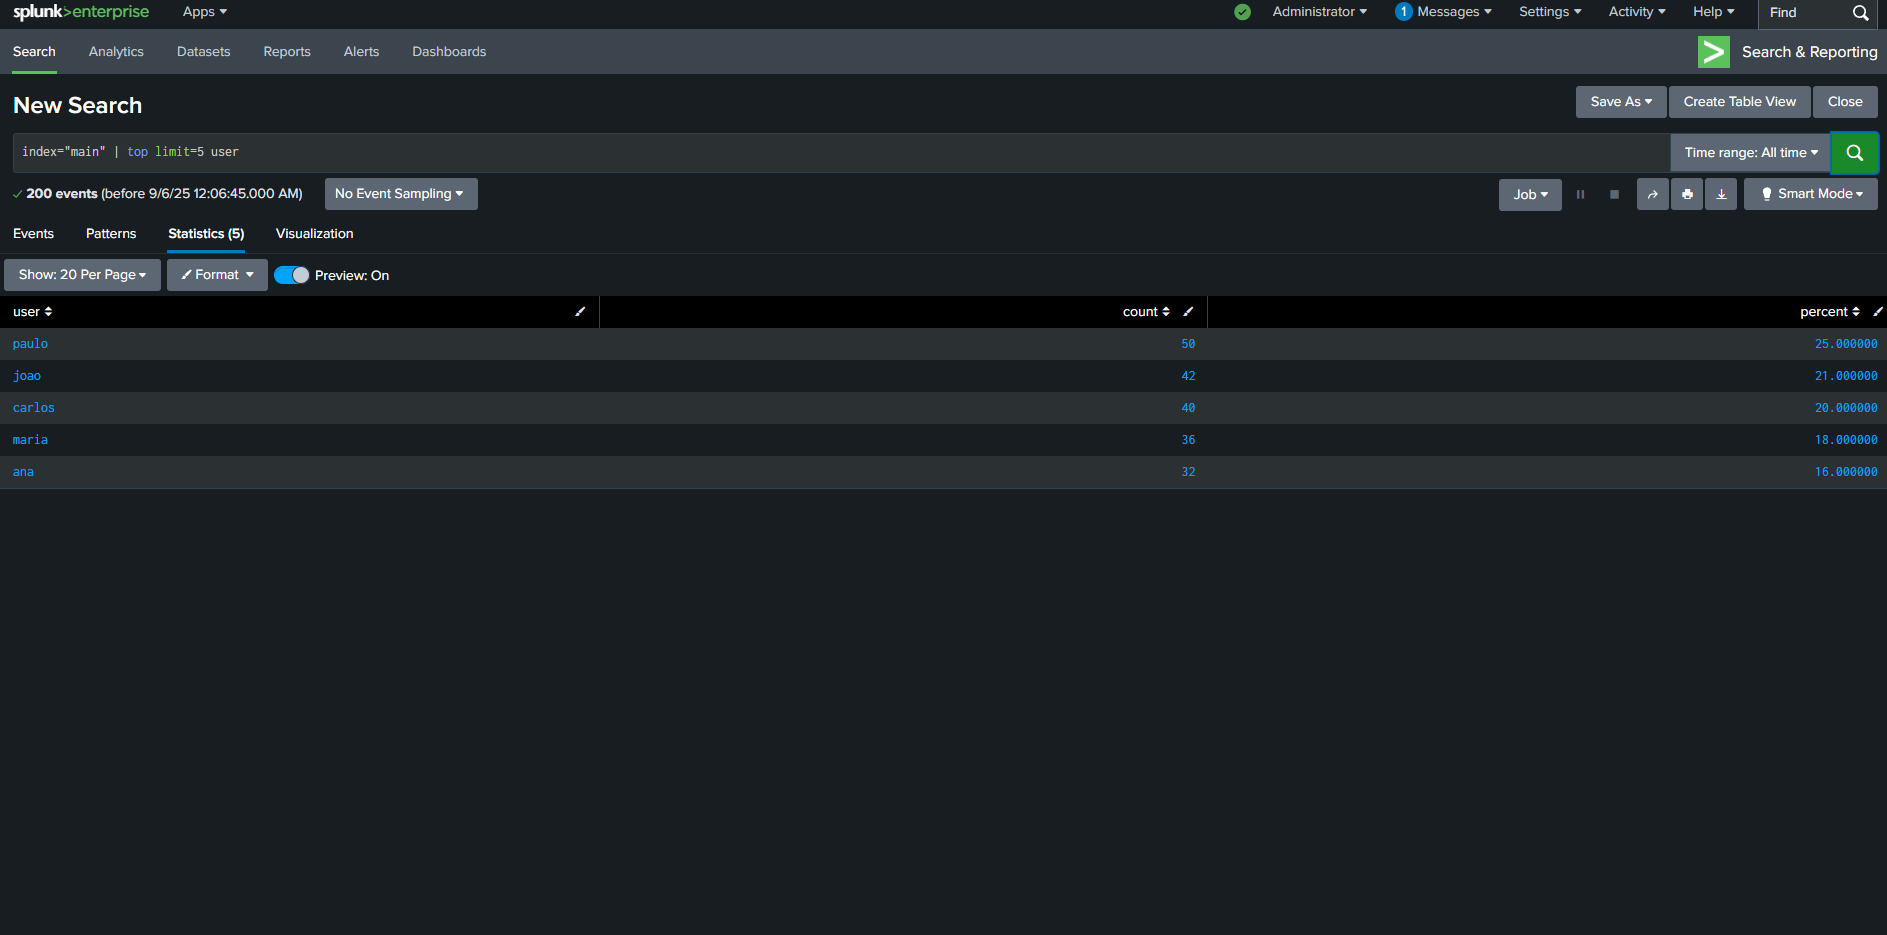 splunk>enterprise Apps Administrator 1 Messages Settings Activity Help Find
Search Analytics Datasets Reports Alerts Dashboards Search & Reporting
New Search Save As Create Table View Close
index="main" | top limit=5 user Time range: All time
200 events (before 9/6/25 12:06:45.000 AM) No Event Sampling Job Smart Mode
Events Patterns Statistics (5) Visualization
Show: 20 Per Page Format Preview: On
user count percent
paulo 50 25.000000
joao 42 21.000000
carlos 40 20.000000
maria 36 18.000000
ana 32 16.000000